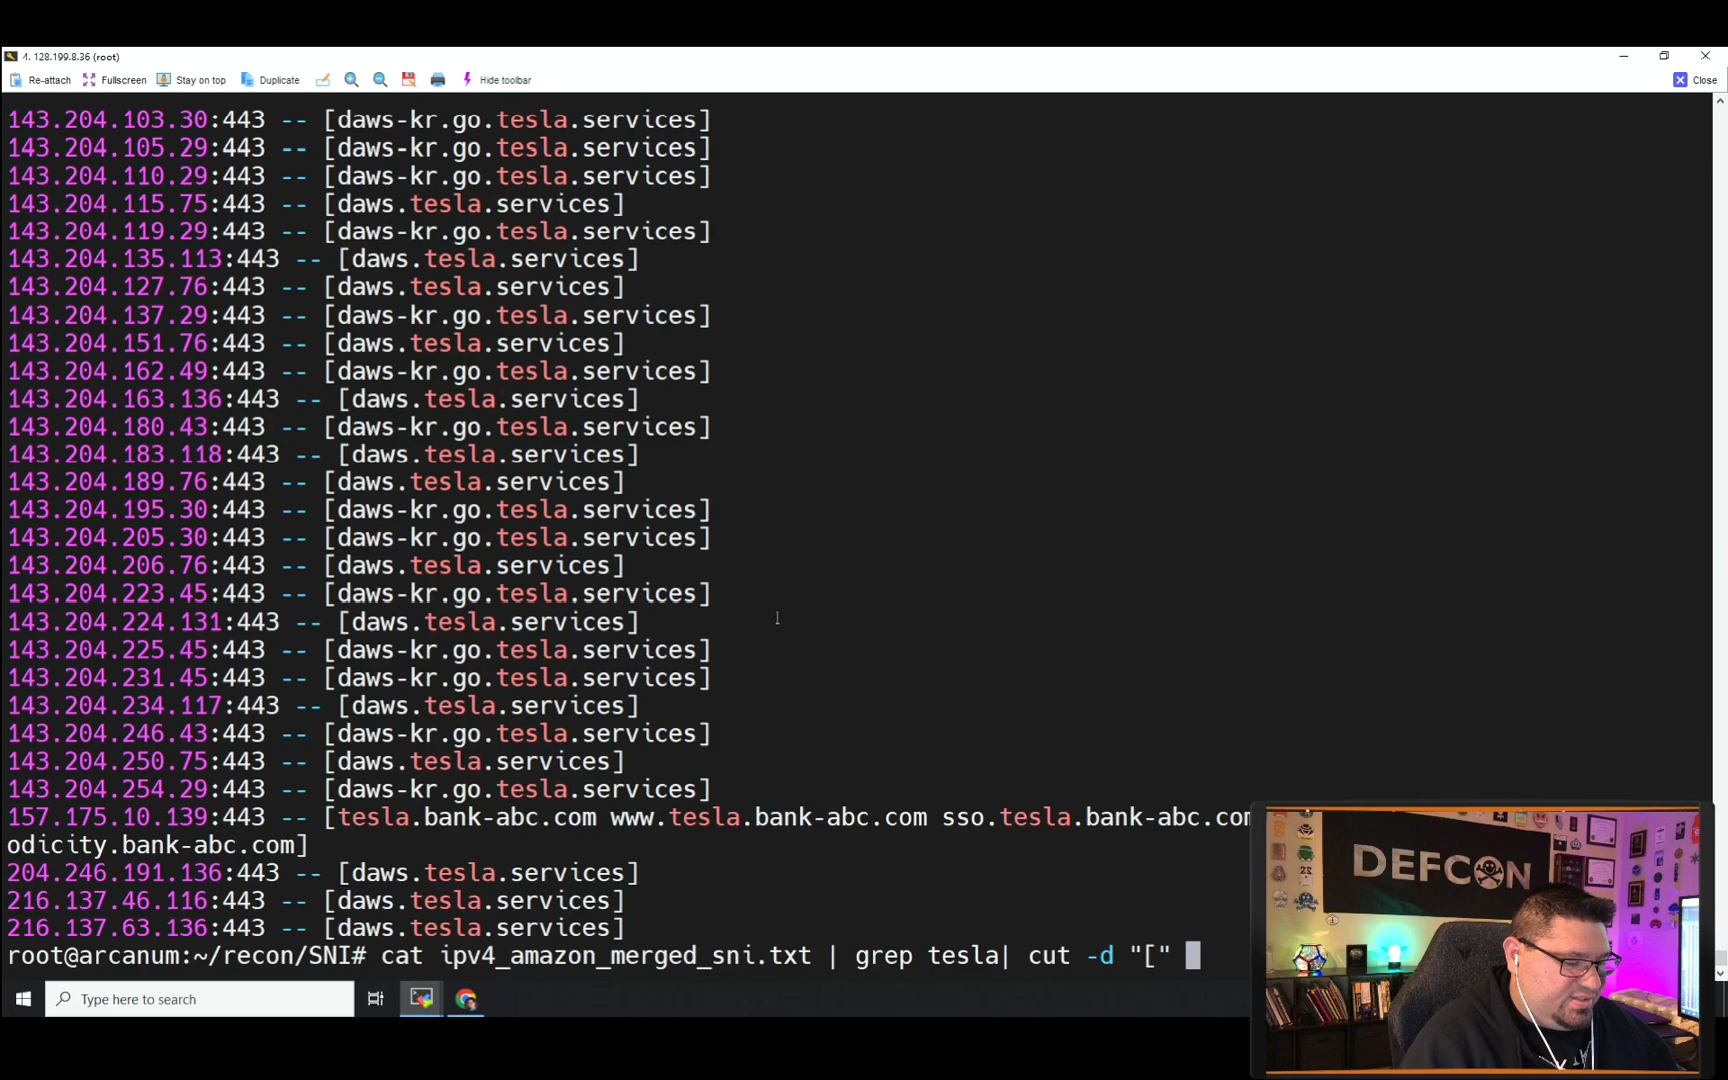 4. 128.199.8.36 (root)
Re-attach Fullscreen Stay on top Duplicate Hide toolbar Close
143.204.103.30:443 -- [daws-kr.go.tesla.services]
143.204.105.29:443 -- [daws-kr.go.tesla.services]
143.204.110.29:443 -- [daws-kr.go.tesla.services]
143.204.115.75:443 -- [daws.tesla.services]
143.204.119.29:443 -- [daws-kr.go.tesla.services]
143.204.135.113:443 -- [daws.tesla.services]
143.204.127.76:443 -- [daws.tesla.services]
143.204.137.29:443 -- [daws-kr.go.tesla.services]
143.204.151.76:443 -- [daws.tesla.services]
143.204.162.49:443 -- [daws-kr.go.tesla.services]
143.204.163.136:443 -- [daws.tesla.services]
143.204.180.43:443 -- [daws-kr.go.tesla.services]
143.204.183.118:443 -- [daws.tesla.services]
143.204.189.76:443 -- [daws.tesla.services]
143.204.195.30:443 -- [daws-kr.go.tesla.services]
143.204.205.30:443 -- [daws-kr.go.tesla.services]
143.204.206.76:443 -- [daws.tesla.services]
143.204.223.45:443 -- [daws-kr.go.tesla.services]
143.204.224.131:443 -- [daws.tesla.services]
143.204.225.45:443 -- [daws-kr.go.tesla.services]
143.204.231.45:443 -- [daws-kr.go.tesla.services]
143.204.234.117:443 -- [daws.tesla.services]
143.204.246.43:443 -- [daws-kr.go.tesla.services]
143.204.250.75:443 -- [daws.tesla.services]
143.204.254.29:443 -- [daws-kr.go.tesla.services]
157.175.10.139:443 -- [tesla.bank-abc.com www.tesla.bank-abc.com sso.tesla.bank-abc.com
odicity.bank-abc.com]
204.246.191.136:443 -- [daws.tesla.services]
216.137.46.116:443 -- [daws.tesla.services]
216.137.63.136:443 -- [daws.tesla.services]
root@arcanum:~/recon/SNI# cat ipv4_amazon_merged_sni.txt | grep tesla| cut -d "["
Type here to search
DEFCON